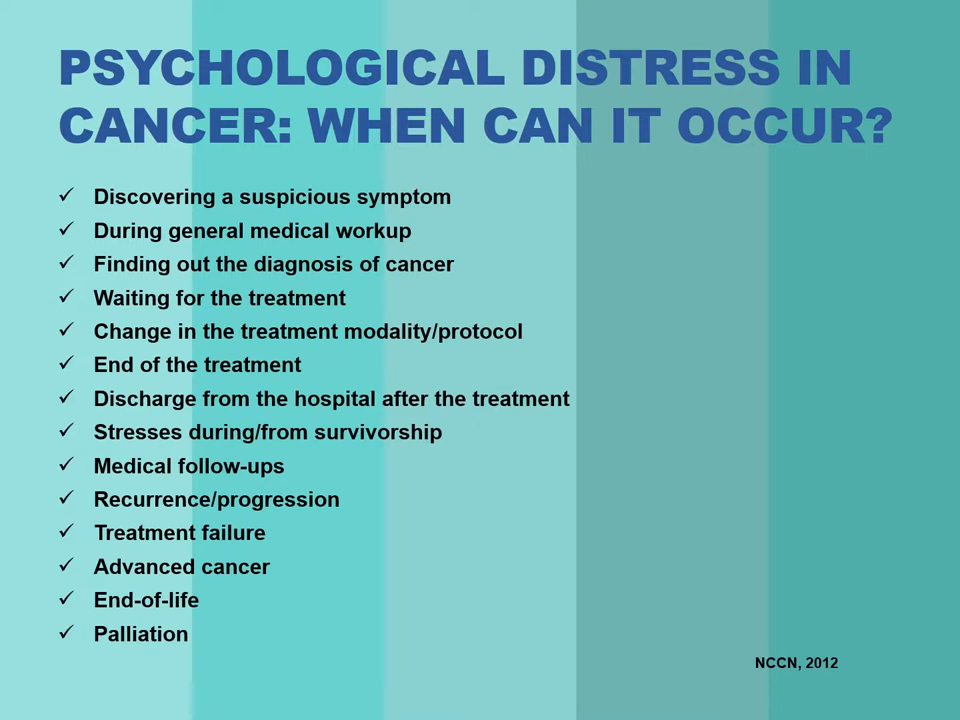 PSYCHOLOGICAL DISTRESS IN
CANCER: WHEN CAN IT OCCUR?
✓ Discovering a suspicious symptom
✓ During general medical workup
✓ Finding out the diagnosis of cancer
✓ Waiting for the treatment
✓ Change in the treatment modality/protocol
✓ End of the treatment
✓ Discharge from the hospital after the treatment
✓ Stresses during/from survivorship
✓ Medical follow-ups
✓ Recurrence/progression
✓ Treatment failure
✓ Advanced cancer
✓ End-of-life
✓ Palliation
NCCN, 2012